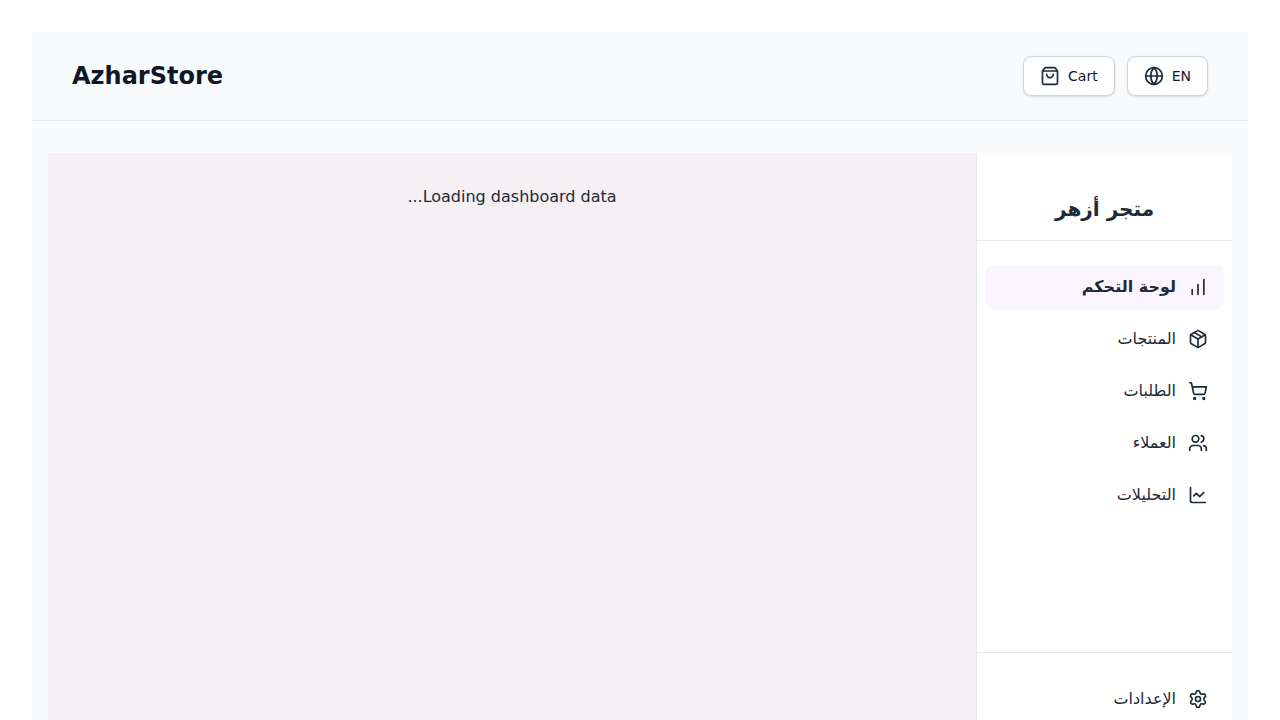 AzharStore
Cart
EN
...Loading dashboard data
متجر أزهر
لوحة التحكم
المنتجات
الطلبات
العملاء
التحليلات
الإعدادات